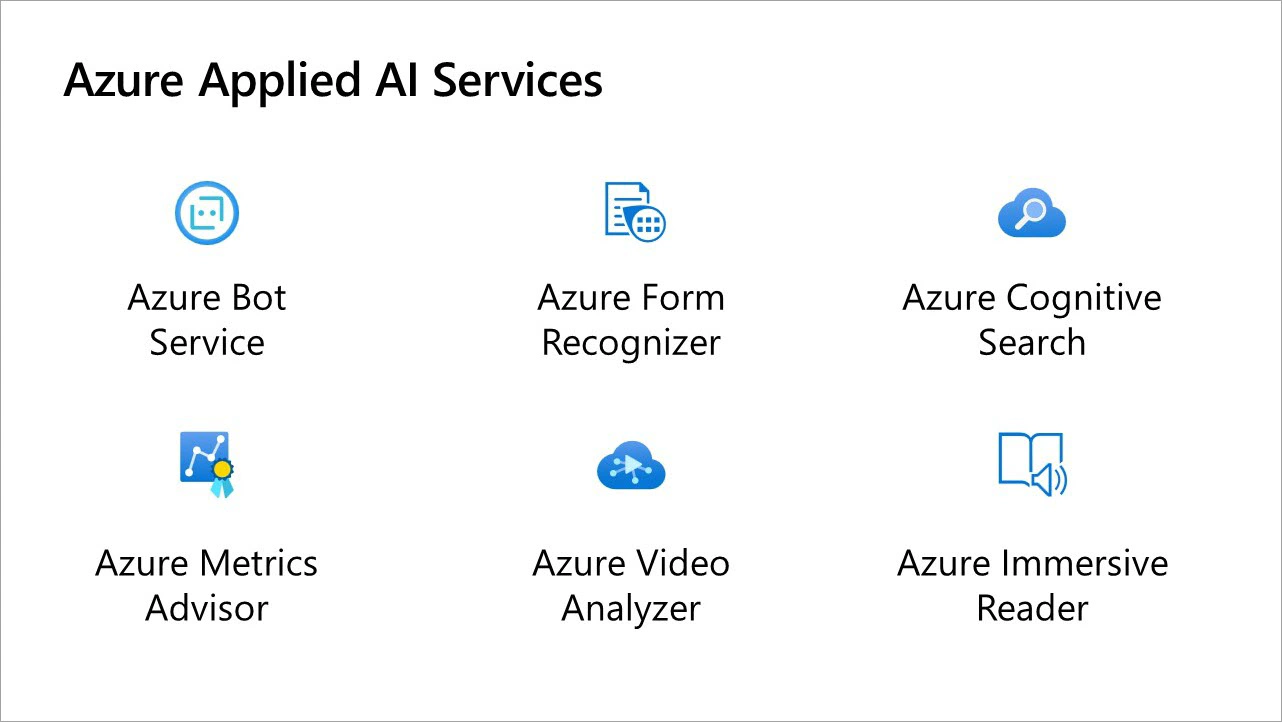 Azure Applied AI Services
Azure Bot
Service
Azure Form
Recognizer
Azure Cognitive
Search
Azure Metrics
Advisor
Azure Video
Analyzer
Azure Immersive
Reader